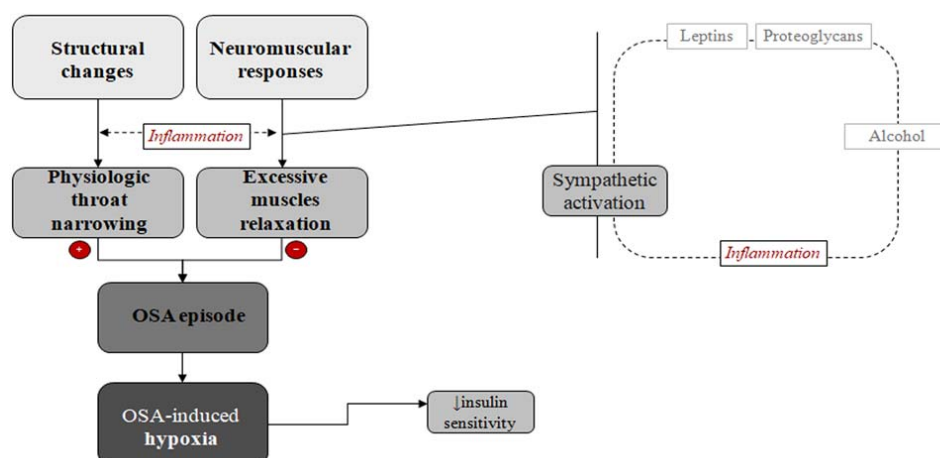 Structural
changes
Neuromuscular
responses
Inflammation
Physiologic
throat
narrowing
Excessive
muscles
relaxation
+
−
OSA episode
OSA-induced
hypoxia
↓insulin
sensitivity
Leptins
Proteoglycans
Alcohol
Sympathetic
activation
Inflammation